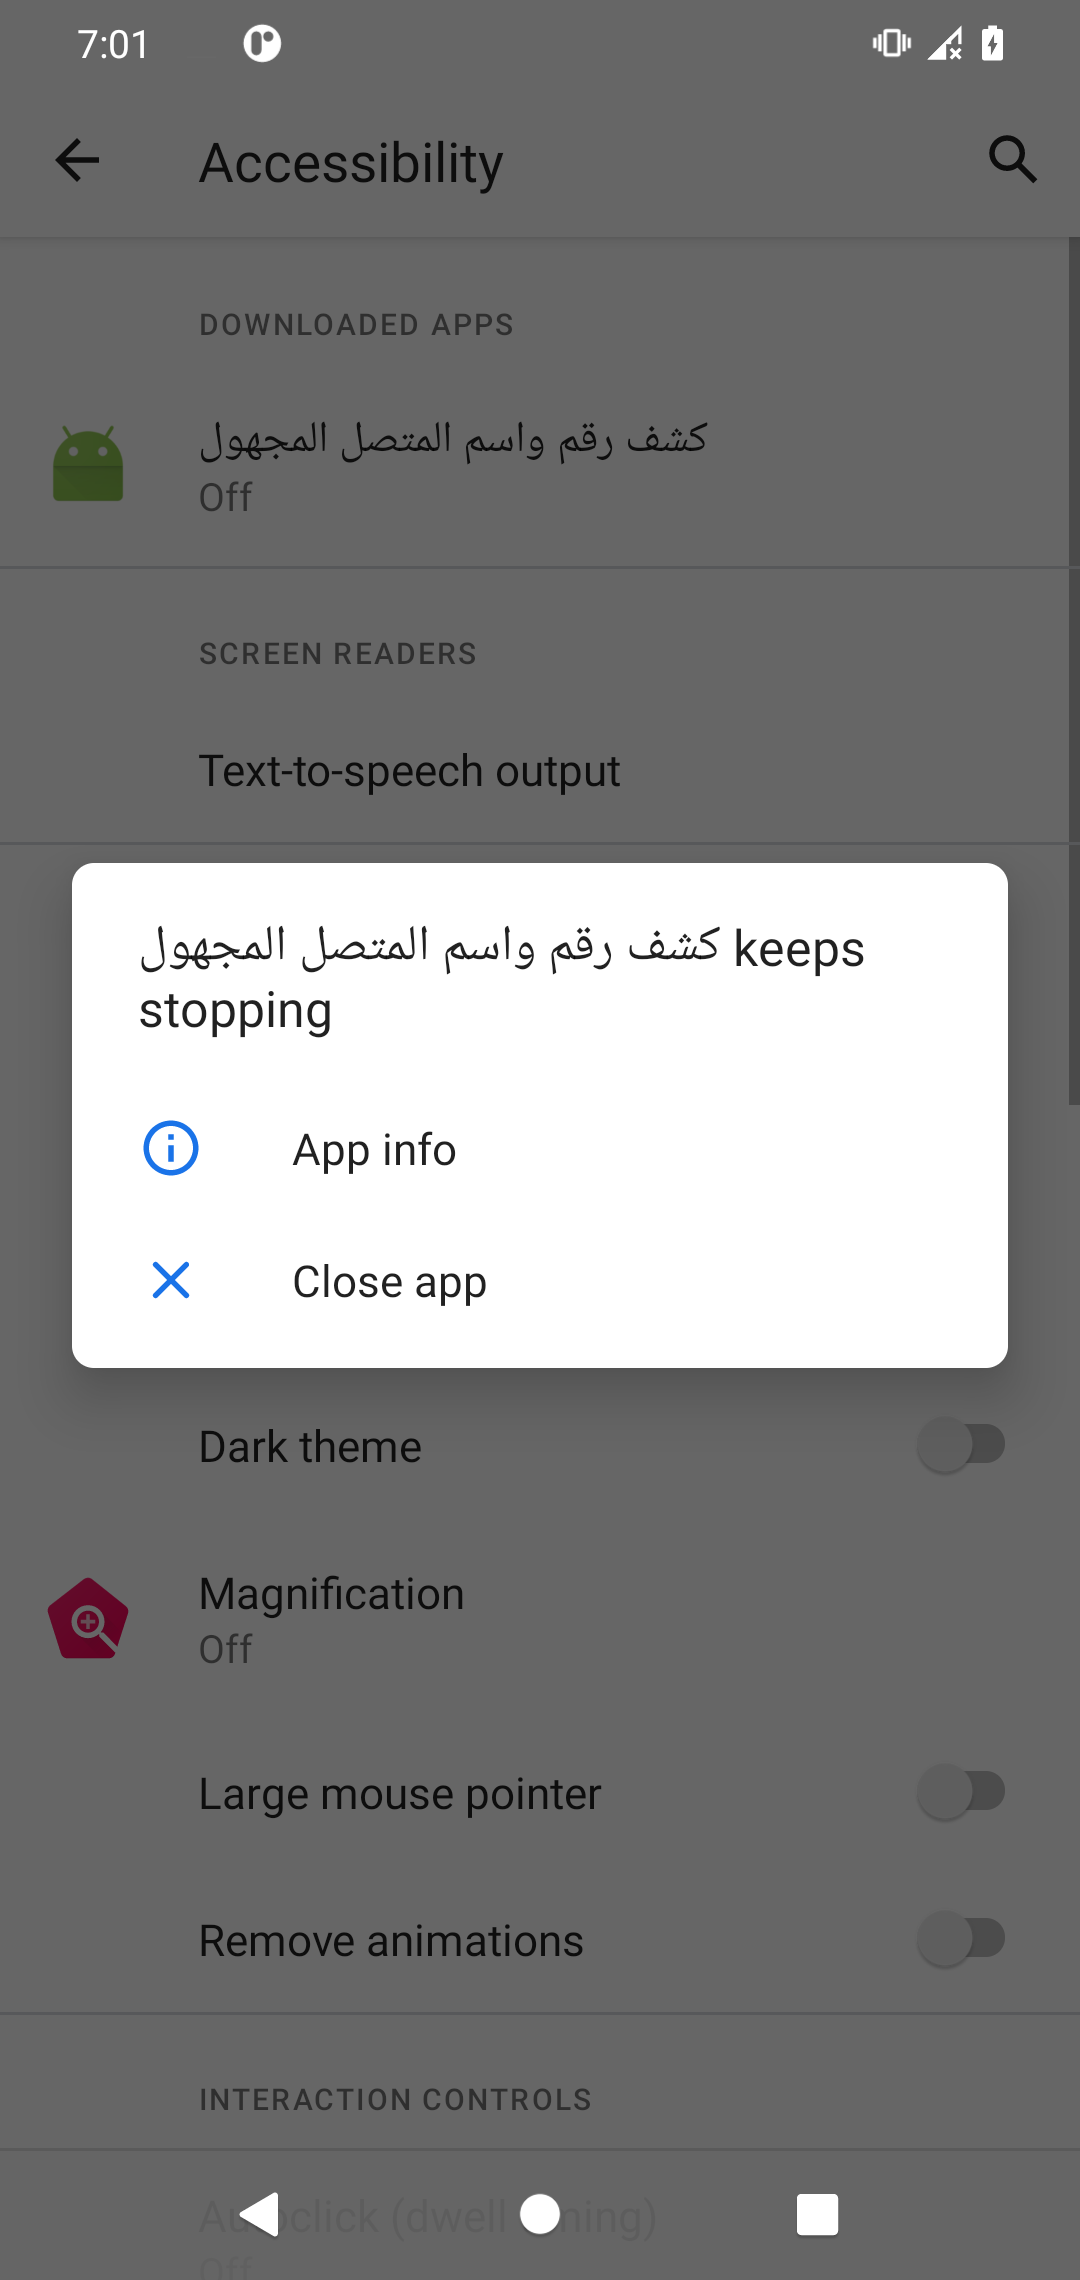 7:01
Accessibility
DOWNLOADED APPS
كشف رقم واسم المتصل المجهول
Off
SCREEN READERS
Text-to-speech output
كشف رقم واسم المتصل المجهول keeps
stopping
App info
Close app
Dark theme
Magnification
Off
Large mouse pointer
Remove animations
INTERACTION CONTROLS
(dwell
Off